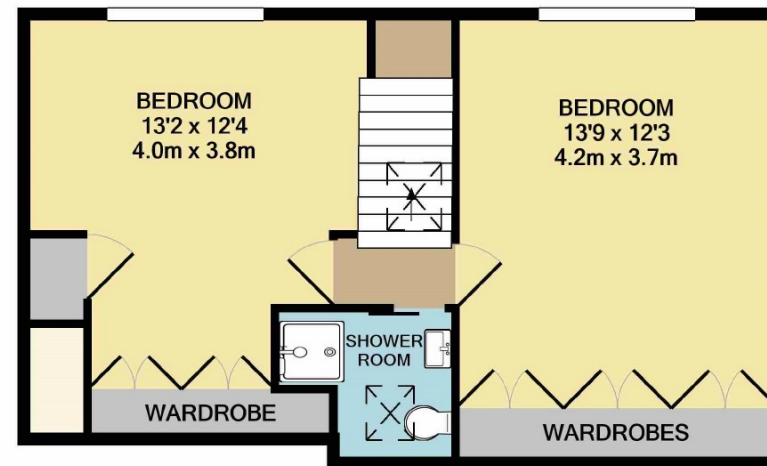 BEDROOM
13'2 x 12'4
4.0m x 3.8m
BEDROOM
13'9 x 12'3
4.2m x 3.7m
SHOWER
ROOM
WARDROBE
WARDROBES